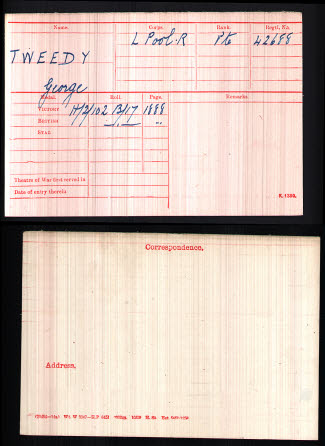 Name. Corps. Rank. Regtl. No.
TWEEDY L'Pool. R Pte 42688
George
Medal. Roll. Page. Remarks.
Victory H/2/102 B17 1888
British "
Star
Theatre of War first served in
Date of entry therein
K. 1380.
Correspondence.
Address.